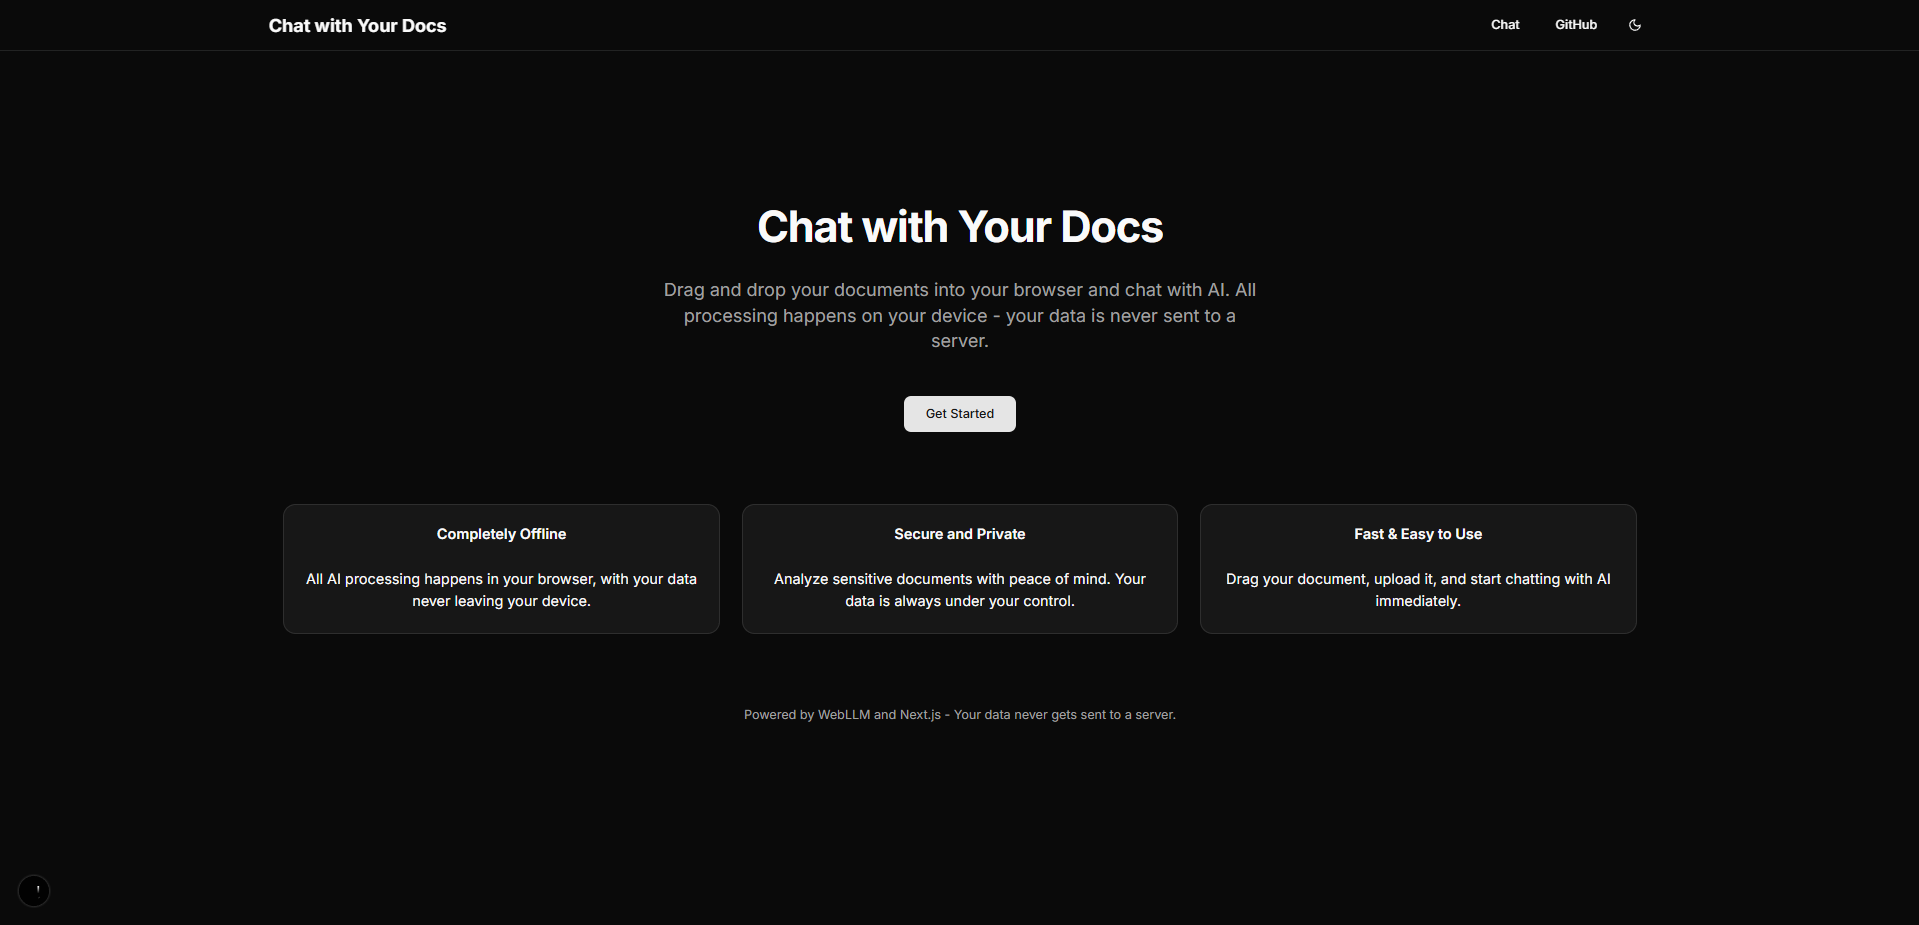 Chat with Your Docs
Chat
GitHub
Chat with Your Docs
Drag and drop your documents into your browser and chat with AI. All
processing happens on your device - your data is never sent to a
server.
Get Started
Completely Offline
All AI processing happens in your browser, with your data
never leaving your device.
Secure and Private
Analyze sensitive documents with peace of mind. Your
data is always under your control.
Fast & Easy to Use
Drag your document, upload it, and start chatting with AI
immediately.
Powered by WebLLM and Next.js - Your data never gets sent to a server.